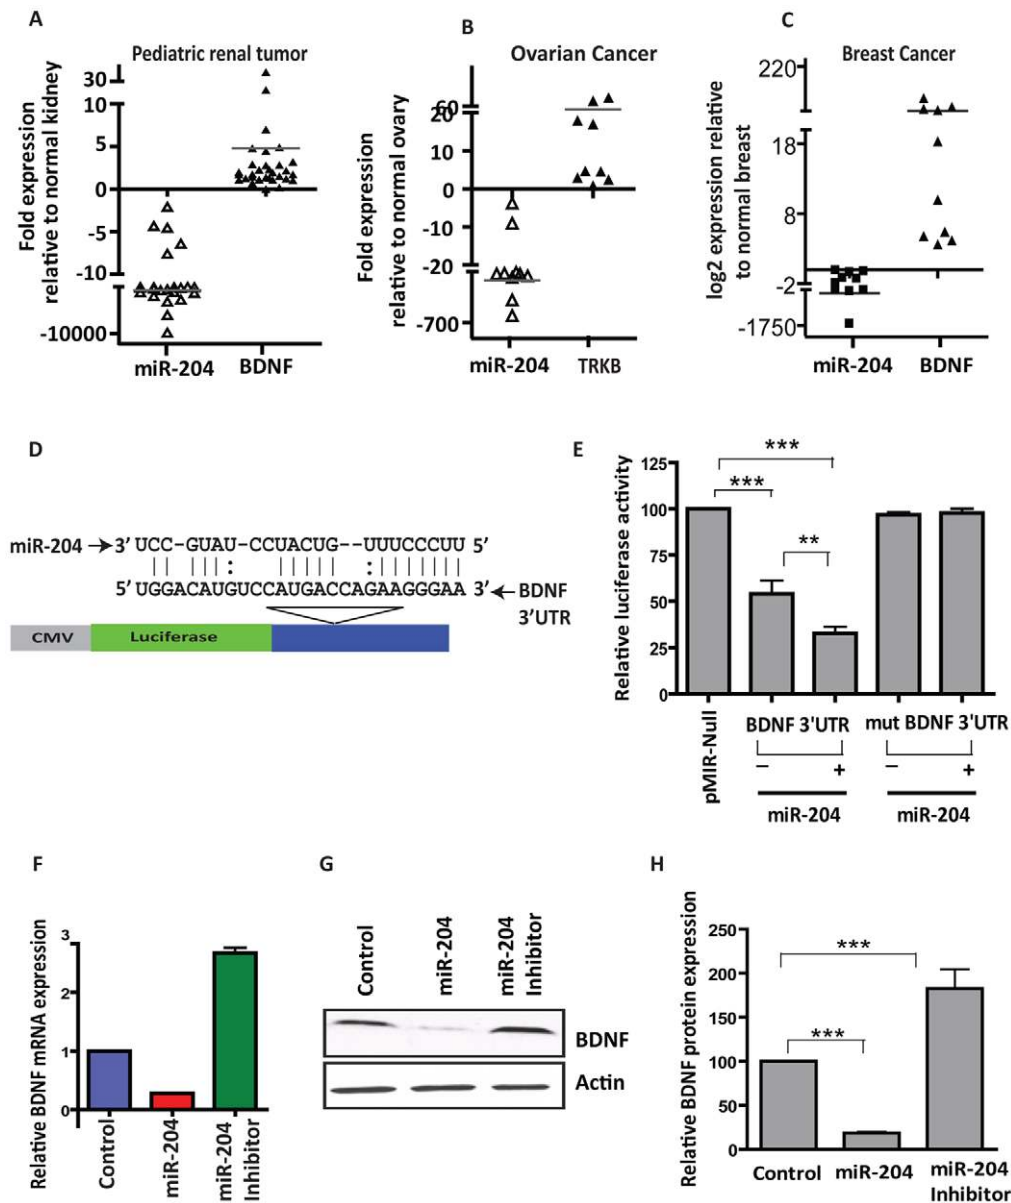 A
Pediatric renal tumor
Fold expression
relative to normal kidney
30
10
5
0
-5
-10
-10000
miR-204 BDNF
B
Ovarian Cancer
Fold expression
relative to normal ovary
60
20
10
0
-10
-20
-700
miR-204 TRKB
C
Breast Cancer
log2 expression relative
to normal breast
220
18
8
-2
-1750
miR-204 BDNF
D
miR-204 3' UCC-GUAU-CCUACUG--UUUCCCUU 5'
5' UGGACAUGUCCAUGACCAGAAGGGAA 3' BDNF
3'UTR
CMV Luciferase
E
Relative luciferase activity
125
100
75
50
25
0
pMIR-Null
BDNF 3'UTR mut BDNF 3'UTR
– + – +
miR-204 miR-204
***
***
**
F
Relative BDNF mRNA expression
3
2
1
0
Control
miR-204
miR-204
Inhibitor
G
Control
miR-204
miR-204
Inhibitor
BDNF
Actin
H
Relative BDNF protein expression
250
200
150
100
50
0
***
***
Control miR-204 miR-204
Inhibitor